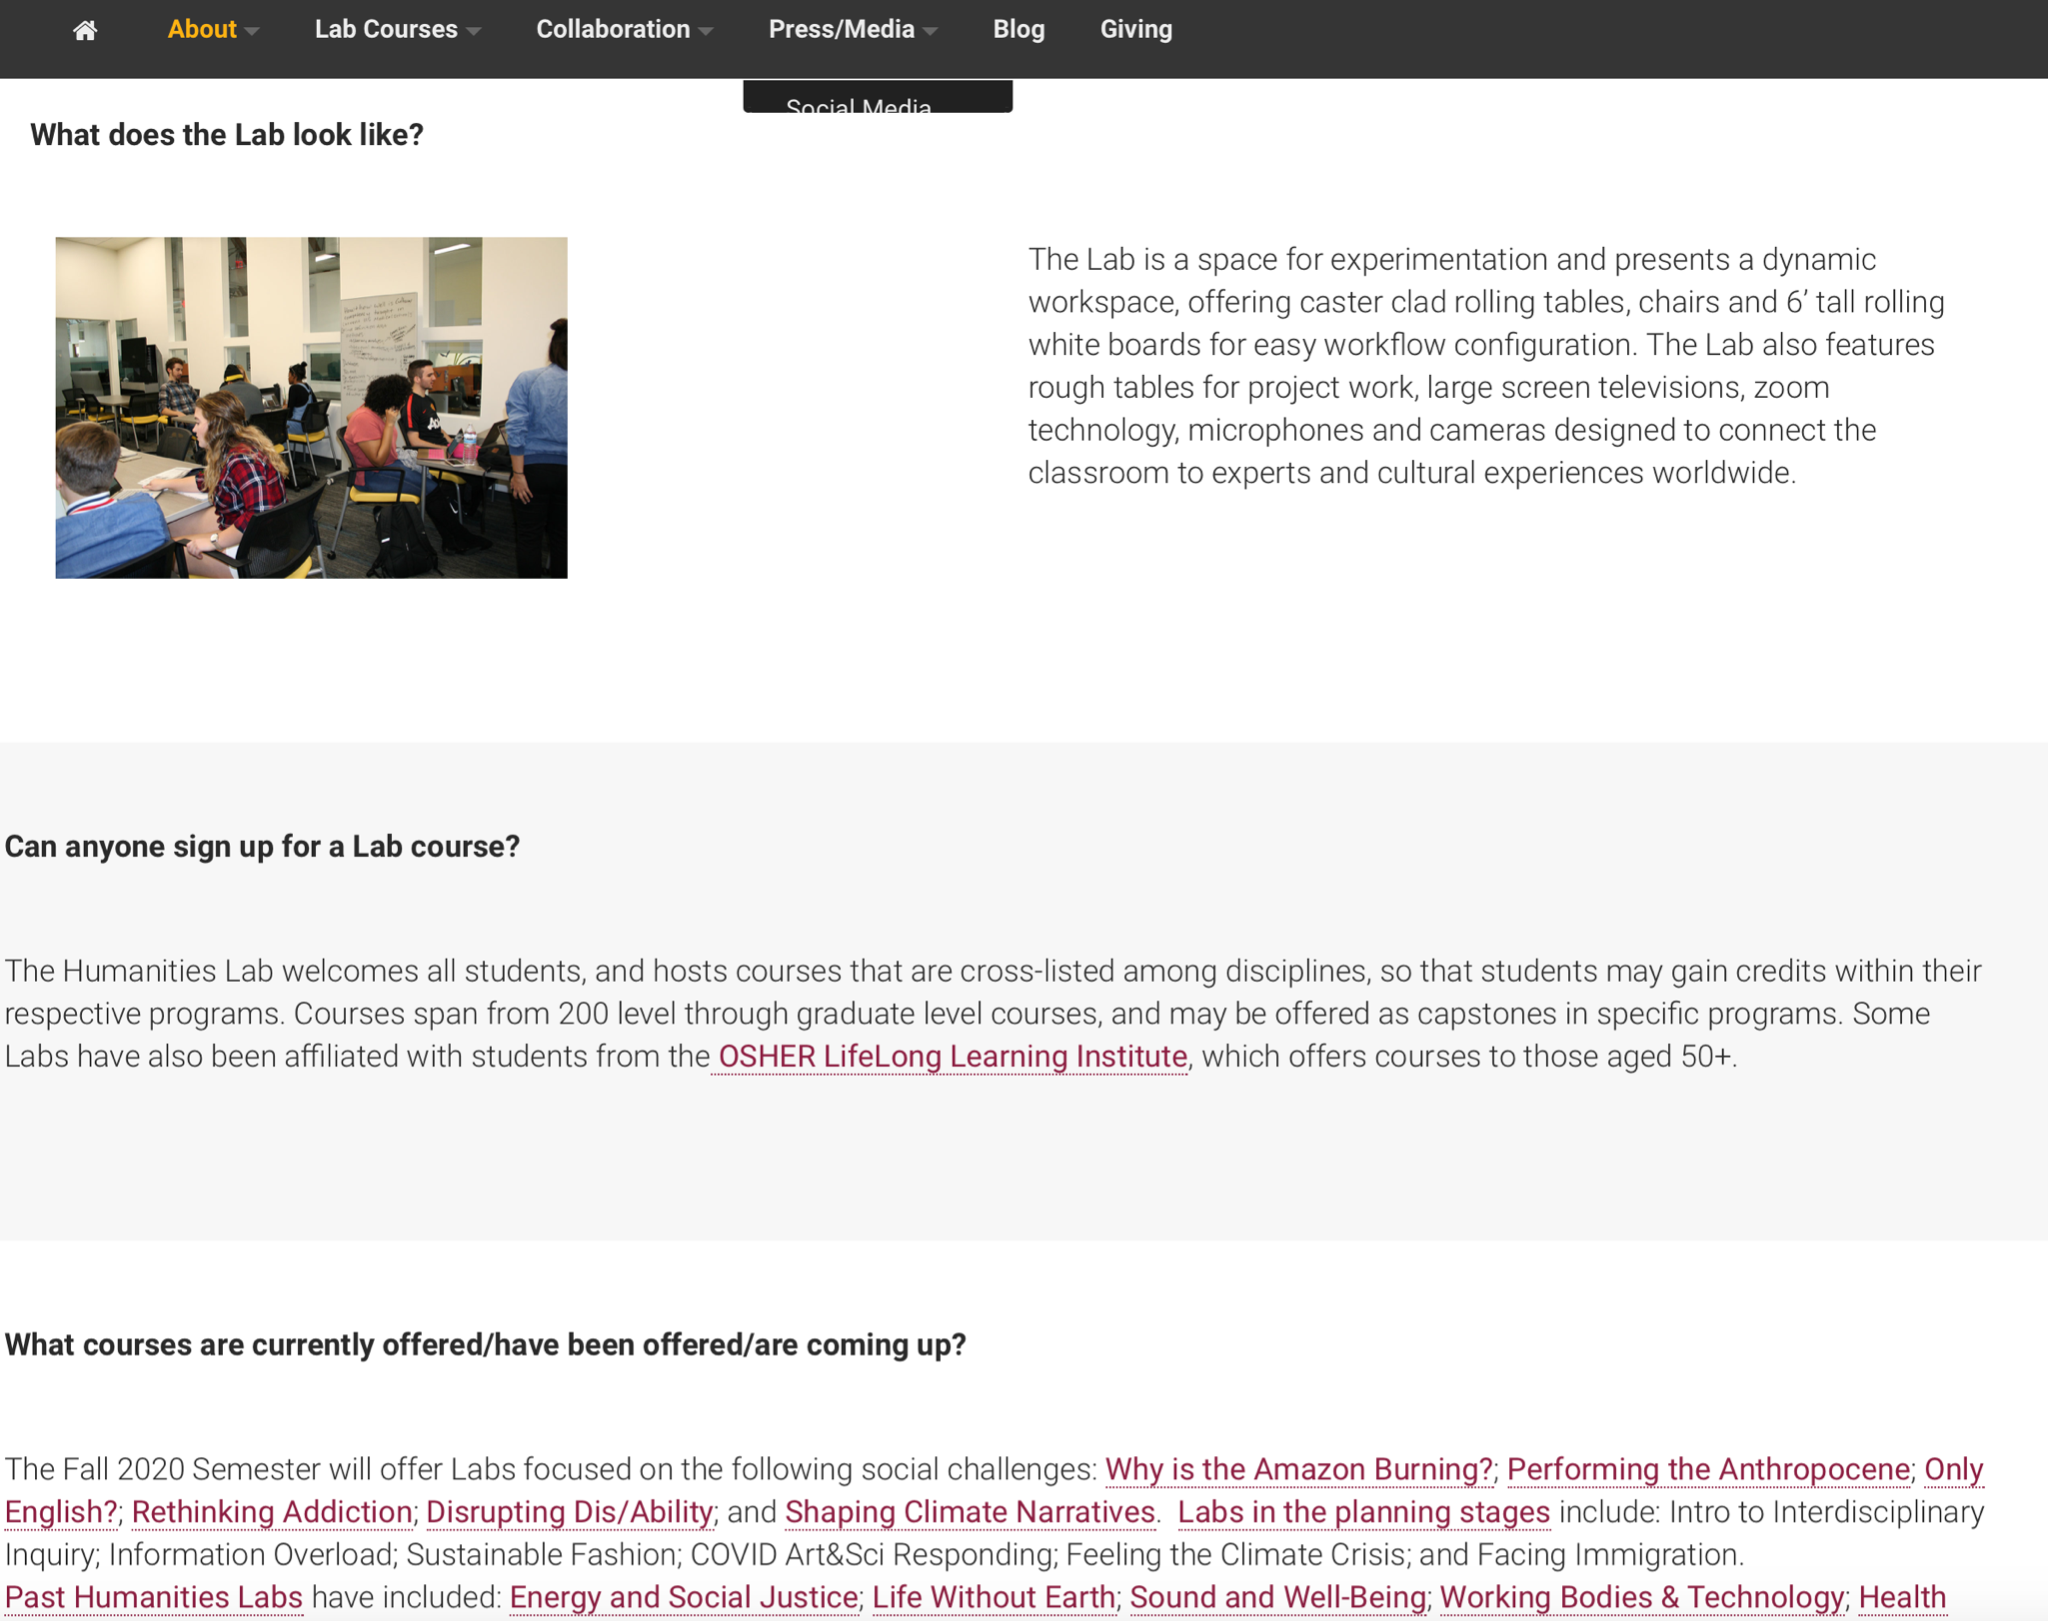 About Lab Courses Collaboration Press/Media Blog Giving
Social Media
What does the Lab look like?
The Lab is a space for experimentation and presents a dynamic
workspace, offering caster clad rolling tables, chairs and 6’ tall rolling
white boards for easy workflow configuration. The Lab also features
rough tables for project work, large screen televisions, zoom
technology, microphones and cameras designed to connect the
classroom to experts and cultural experiences worldwide.
Can anyone sign up for a Lab course?
The Humanities Lab welcomes all students, and hosts courses that are cross-listed among disciplines, so that students may gain credits within their
respective programs. Courses span from 200 level through graduate level courses, and may be offered as capstones in specific programs. Some
Labs have also been affiliated with students from the OSHER LifeLong Learning Institute, which offers courses to those aged 50+.
What courses are currently offered/have been offered/are coming up?
The Fall 2020 Semester will offer Labs focused on the following social challenges: Why is the Amazon Burning?; Performing the Anthropocene; Only
English?; Rethinking Addiction; Disrupting Dis/Ability; and Shaping Climate Narratives. Labs in the planning stages include: Intro to Interdisciplinary
Inquiry; Information Overload; Sustainable Fashion; COVID Art&Sci Responding; Feeling the Climate Crisis; and Facing Immigration.
Past Humanities Labs have included: Energy and Social Justice; Life Without Earth; Sound and Well-Being; Working Bodies & Technology; Health